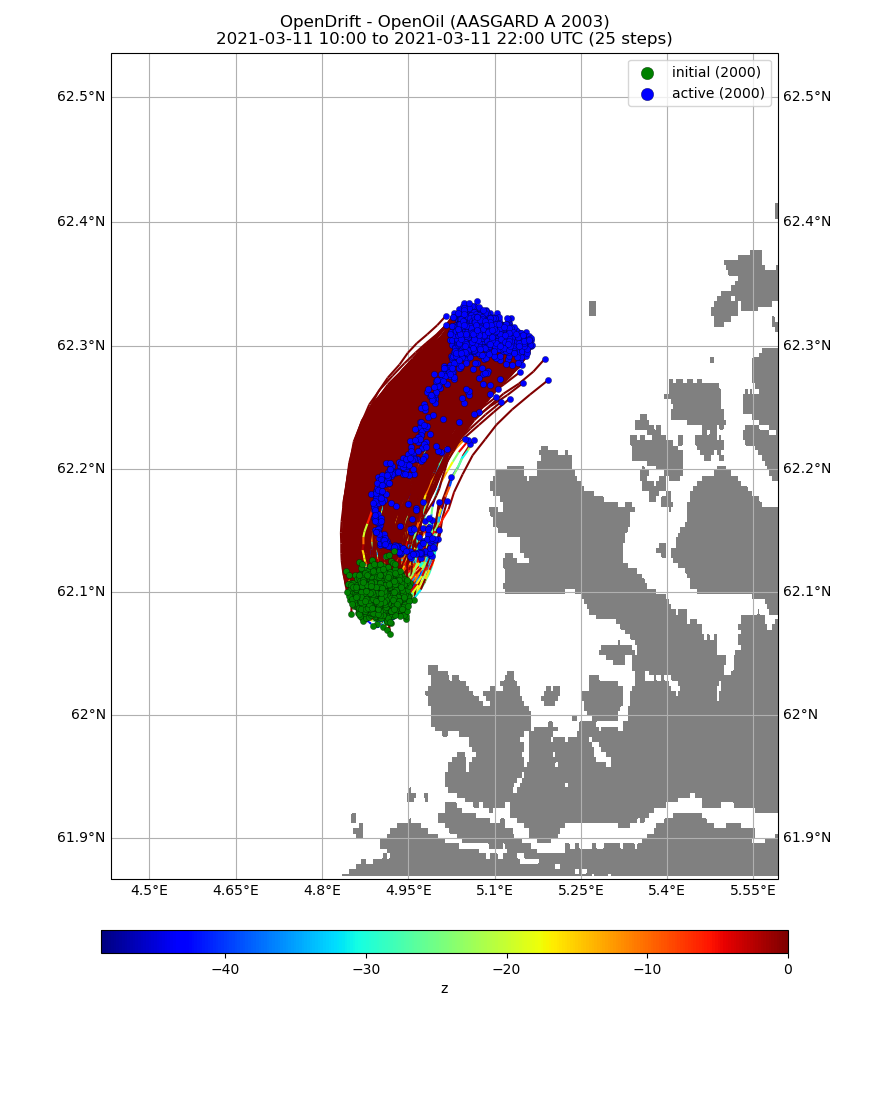 OpenDrift - OpenOil (AASGARD A 2003)
2021-03-11 10:00 to 2021-03-11 22:00 UTC (25 steps)
initial (2000)
active (2000)
62.5°N 62.5°N
62.4°N 62.4°N
62.3°N 62.3°N
62.2°N 62.2°N
62.1°N 62.1°N
62°N 62°N
61.9°N 61.9°N
4.5°E 4.65°E 4.8°E 4.95°E 5.1°E 5.25°E 5.4°E 5.55°E
−40 −30 −20 −10 0
z